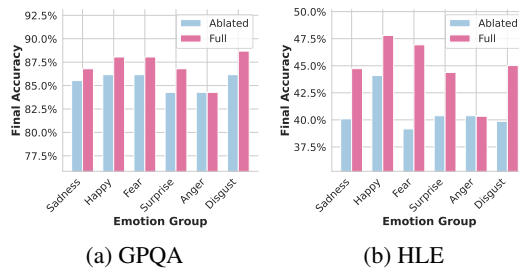 92.5%
90.0%
87.5%
85.0%
82.5%
80.0%
77.5%
Final Accuracy
Ablated
Full
Sadness
Happy
Fear
Surprise
Anger
Disgust
Emotion Group
(a) GPQA
50.0%
47.5%
45.0%
42.5%
40.0%
37.5%
Final Accuracy
Ablated
Full
Sadness
Happy
Fear
Surprise
Anger
Disgust
Emotion Group
(b) HLE